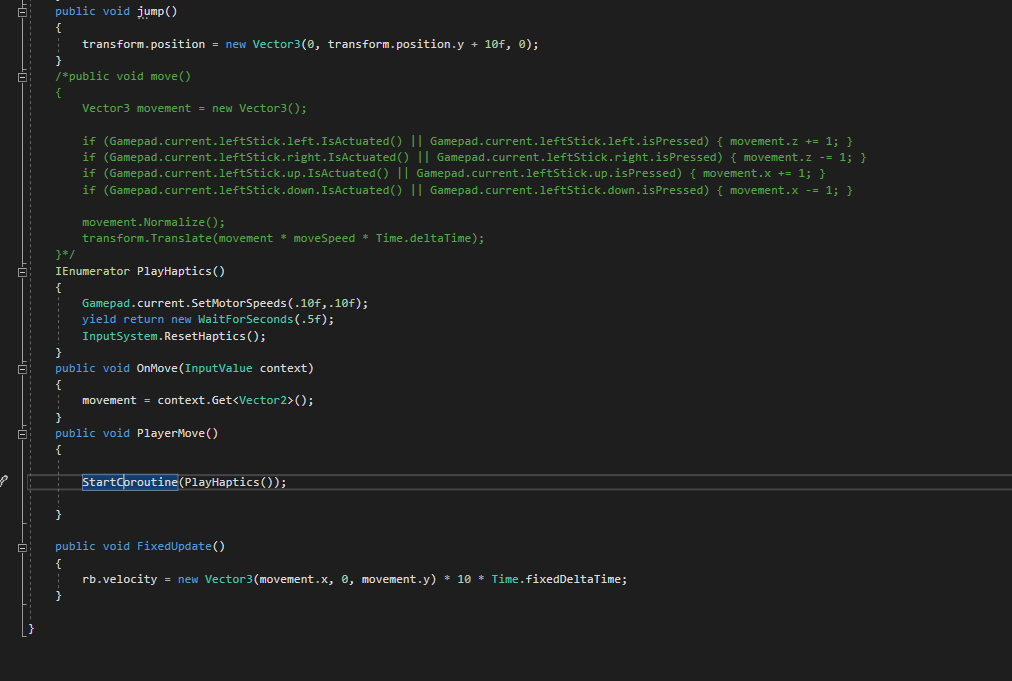 public void jump()
{
transform.position = new Vector3(0, transform.position.y + 10f, 0);
}
/*public void move()
{
Vector3 movement = new Vector3();
if (Gamepad.current.leftStick.left.IsActuated() || Gamepad.current.leftStick.left.isPressed) { movement.z += 1; }
if (Gamepad.current.leftStick.right.IsActuated() || Gamepad.current.leftStick.right.isPressed) { movement.z -= 1; }
if (Gamepad.current.leftStick.up.IsActuated() || Gamepad.current.leftStick.up.isPressed) { movement.x += 1; }
if (Gamepad.current.leftStick.down.IsActuated() || Gamepad.current.leftStick.down.isPressed) { movement.x -= 1; }
movement.Normalize();
transform.Translate(movement * moveSpeed * Time.deltaTime);
}*/
IEnumerator PlayHaptics()
{
Gamepad.current.SetMotorSpeeds(.10f,.10f);
yield return new WaitForSeconds(.5f);
InputSystem.ResetHaptics();
}
public void OnMove(InputValue context)
{
movement = context.Get<Vector2>();
}
public void PlayerMove()
{
StartCoroutine(PlayHaptics());
}
public void FixedUpdate()
{
rb.velocity = new Vector3(movement.x, 0, movement.y) * 10 * Time.fixedDeltaTime;
}
}